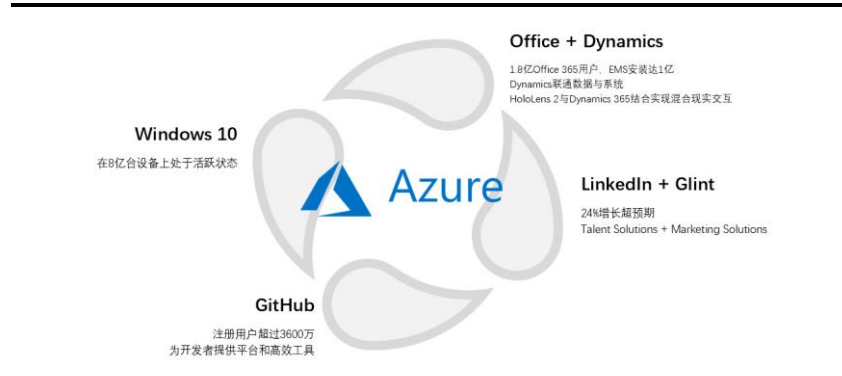 Office + Dynamics
1.8亿Office 365用户、EMS安装达1亿
Dynamics联通数据与系统
HoloLens 2与Dynamics 365结合实现混合现实交互
Windows 10
在8亿台设备上处于活跃状态
Azure
LinkedIn + Glint
24%增长超预期
Talent Solutions + Marketing Solutions
GitHub
注册用户超过3600万
为开发者提供平台和高效工具